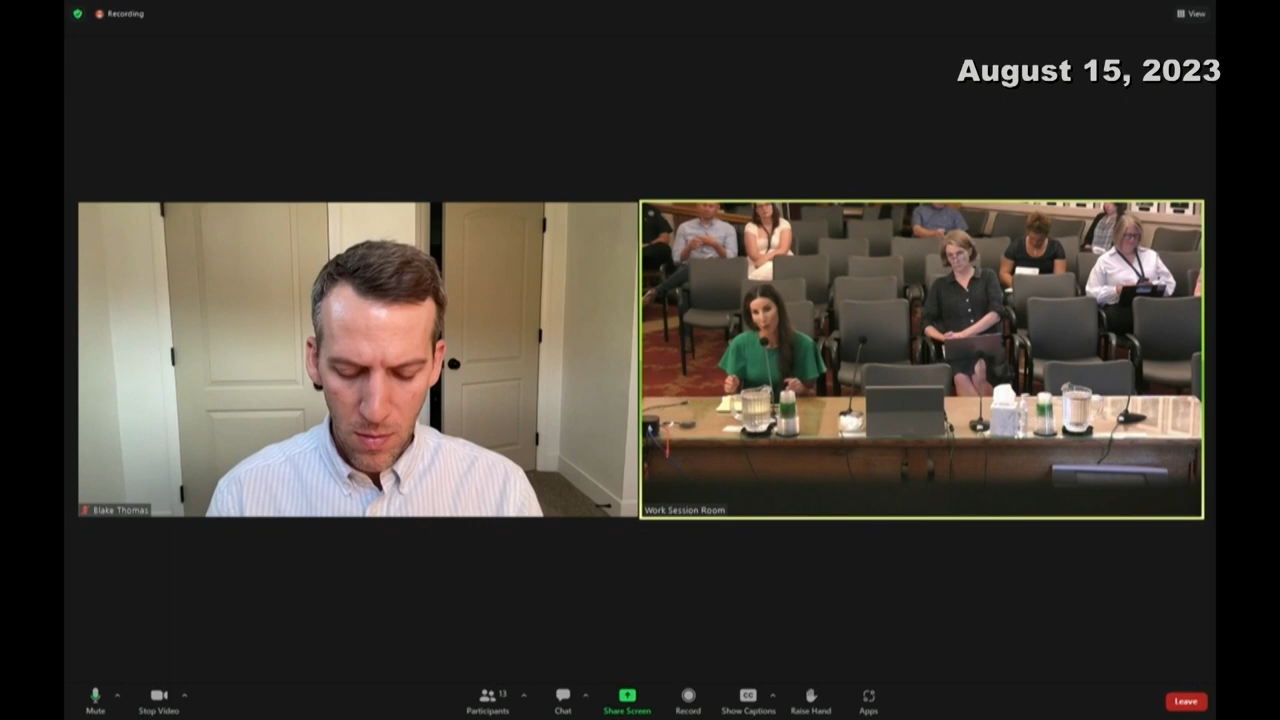 Recording
View
August 15, 2023
Blake Thomas
Work Session Room
Mute
Stop Video
Participants
13
Chat
Share Screen
Record
CC
Show Captions
Raise Hand
Apps
Leave